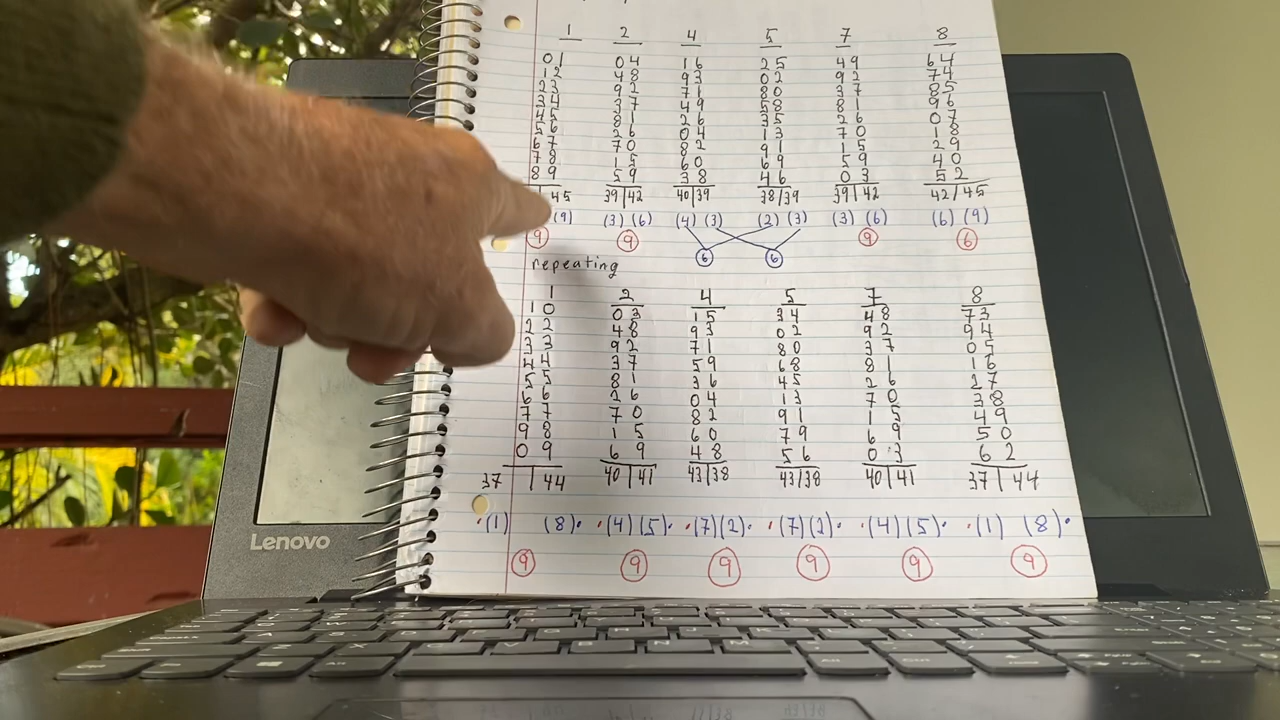 1 2 4 5 7 8
01 04 16 25 49 64
12 48 93 02 92 74
23 92 71 80 37 85
34 37 49 58 81 96
45 81 26 35 26 07
56 26 04 13 70 18
67 70 82 91 15 29
78 15 60 69 59 40
89 59 38 46 03 52
|45 39|42 40|39 38/39 39|42 42/45
(9) (3) (6) (4) (3) (2) (3) (3) (6) (6) (9)
9 9 6 6 9 6
repeating
1 2 4 5 7 8
10 03 15 34 48 73
22 48 93 02 92 94
33 92 71 80 37 05
44 37 59 68 81 16
55 81 36 45 26 27
66 26 04 13 70 38
77 70 82 91 15 49
98 15 60 79 69 50
09 69 48 56 03 62
37|44 40|41 43|38 43|38 40|41 37|44
·(1) (8)· ·(4)(5)· ·(7)(2)· ·(7)(2)· ·(4)(5)· ·(1) (8)·
9 9 9 9 9 9
Lenovo